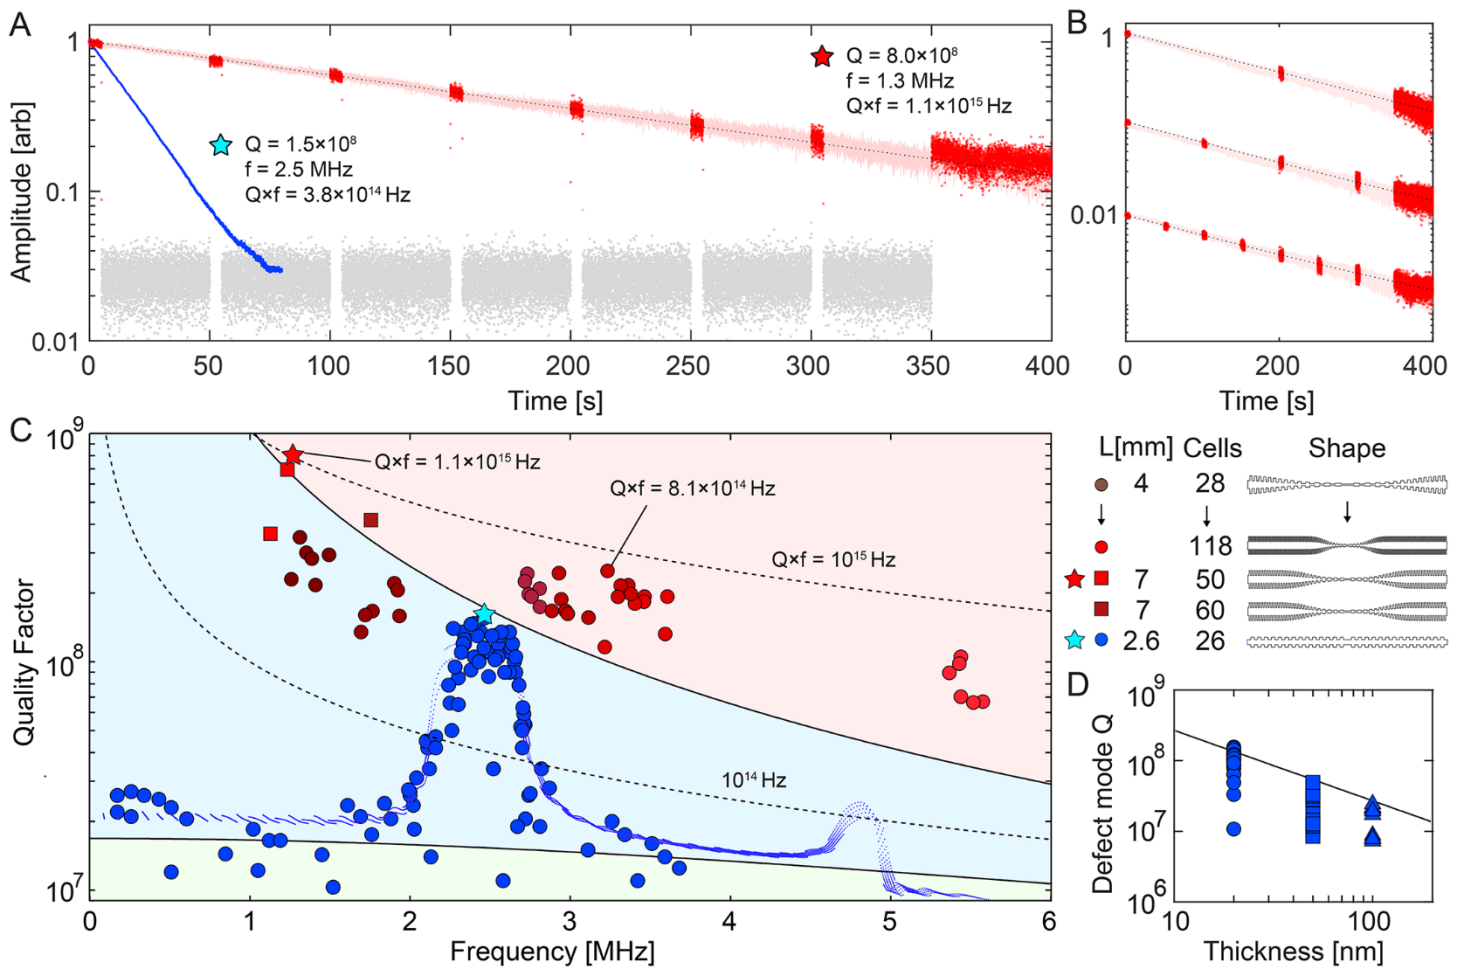 A
Amplitude [arb]
1
0.1
0.01
Q = 8.0×10⁸
f = 1.3 MHz
Q×f = 1.1×10¹⁵ Hz
Q = 1.5×10⁸
f = 2.5 MHz
Q×f = 3.8×10¹⁴ Hz
0 50 100 150 200 250 300 350 400
Time [s]
B
1
0.01
0 200 400
Time [s]
C
Quality Factor
10⁹
10⁸
10⁷
Q×f = 1.1×10¹⁵ Hz
Q×f = 8.1×10¹⁴ Hz
Q×f = 10¹⁵ Hz
10¹⁴ Hz
0 1 2 3 4 5 6
Frequency [MHz]
L[mm] Cells Shape
4 28
118
7 50
7 60
2.6 26
D
Defect mode Q
10⁹
10⁸
10⁷
10⁶
10 100
Thickness [nm]